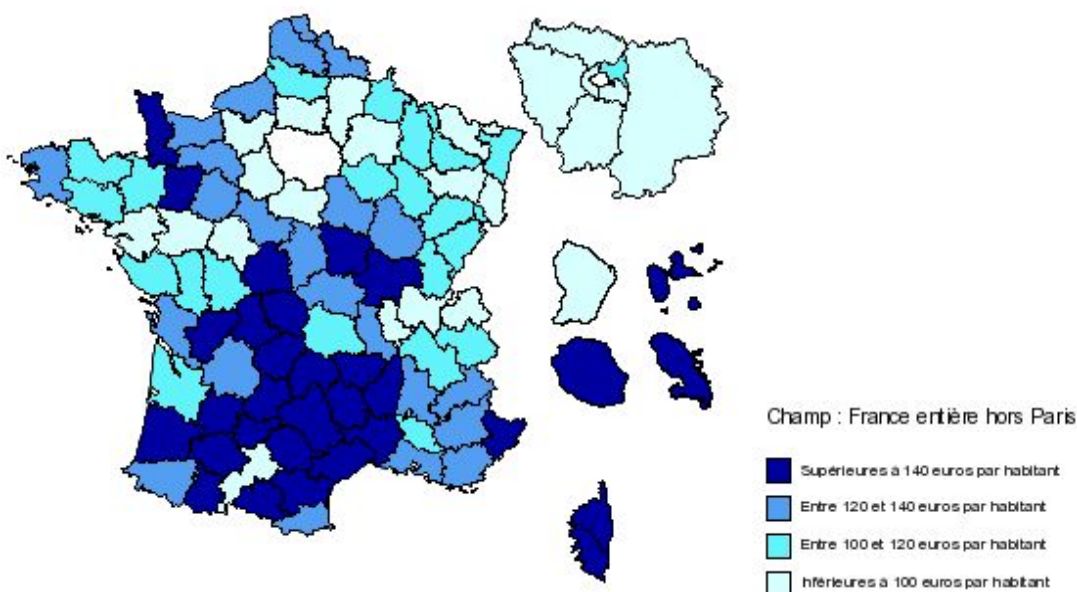 Champ : France entière hors Paris
Supérieures à 140 euros par habitant
Entre 120 et 140 euros par habitant
Entre 100 et 120 euros par habitant
Inférieures à 100 euros par habitant